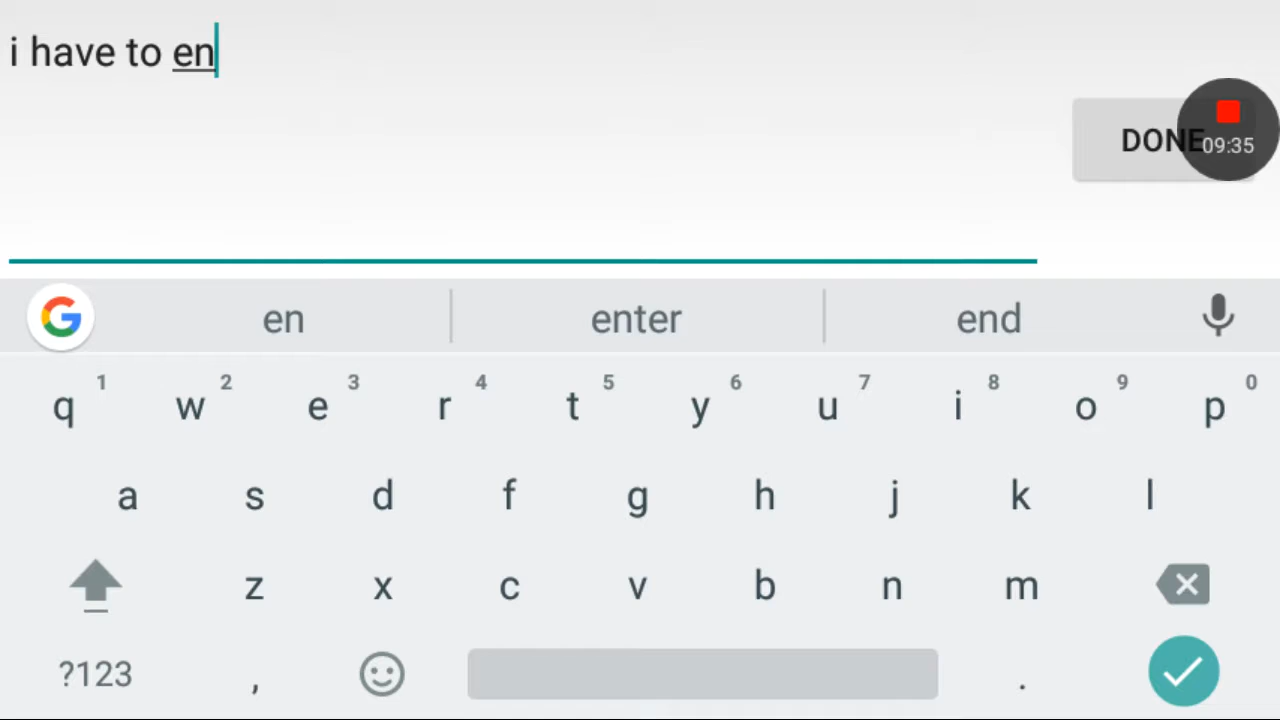 i have to en
DONE
09:35
en enter end
1 2 3 4 5 6 7 8 9 0
q w e r t y u i o p
a s d f g h j k l
z x c v b n m
?123 , .